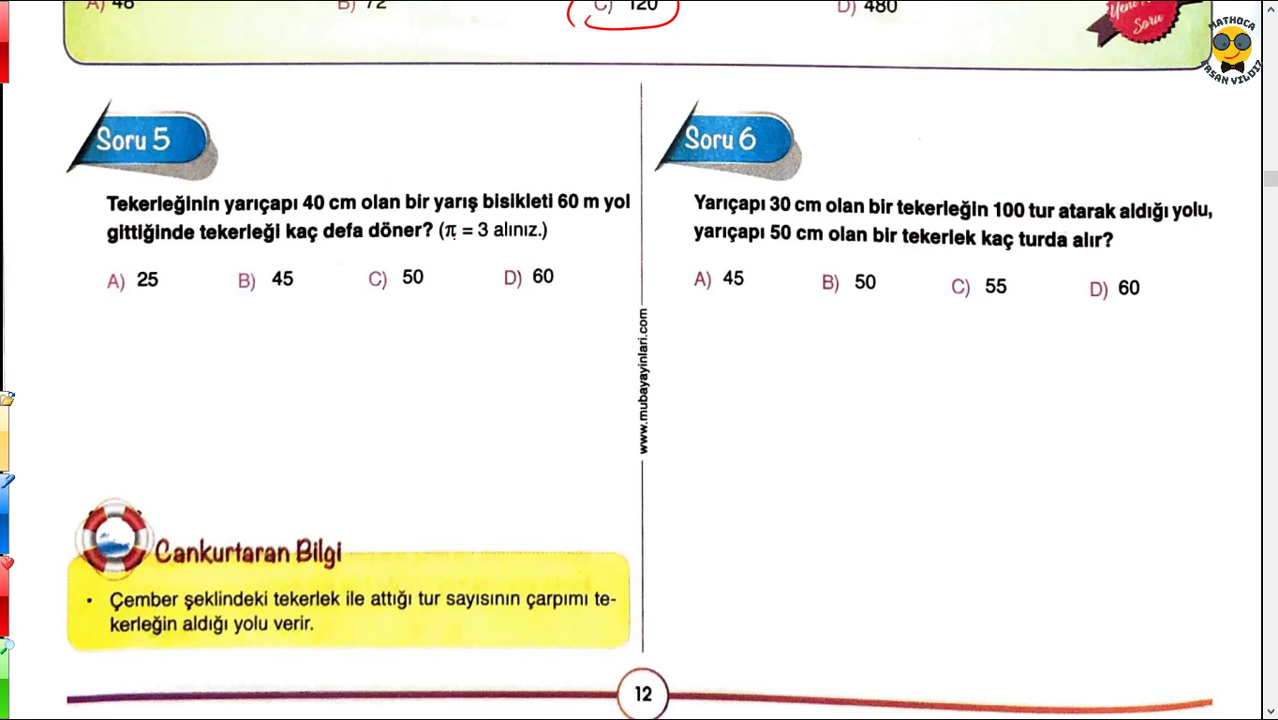 A) 48
B) 72
C) 120
D) 480
Yeni
Soru
MATHOCA
Soru 5
Tekerleğinin yarıçapı 40 cm olan bir yarış bisikleti 60 m yol
gittiğinde tekerleği kaç defa döner? (π = 3 alınız.)
A) 25 B) 45 C) 50 D) 60
Cankurtaran Bilgi
• Çember şeklindeki tekerlek ile attığı tur sayısının çarpımı te-
kerleğin aldığı yolu verir.
www.mubayayinlari.com
Soru 6
Yarıçapı 30 cm olan bir tekerleğin 100 tur atarak aldığı yolu,
yarıçapı 50 cm olan bir tekerlek kaç turda alır?
A) 45 B) 50 C) 55 D) 60
12